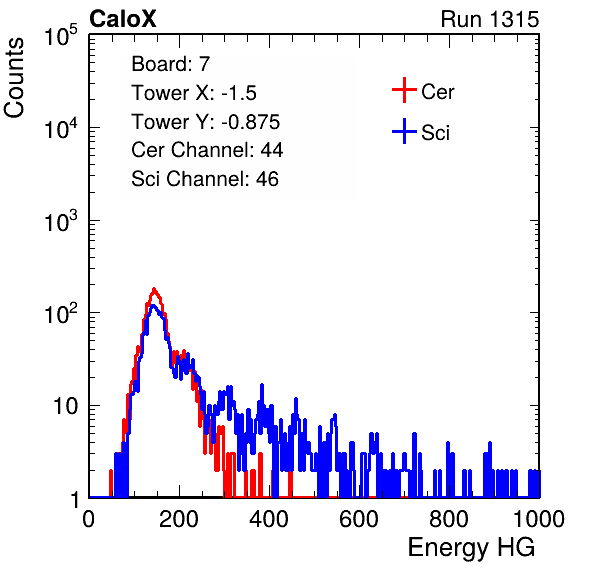 CaloX Run 1315
Counts
10^5
10^4
10^3
10^2
10
1
Board: 7
Tower X: -1.5
Tower Y: -0.875
Cer Channel: 44
Sci Channel: 46
Cer
Sci
0 200 400 600 800 1000
Energy HG